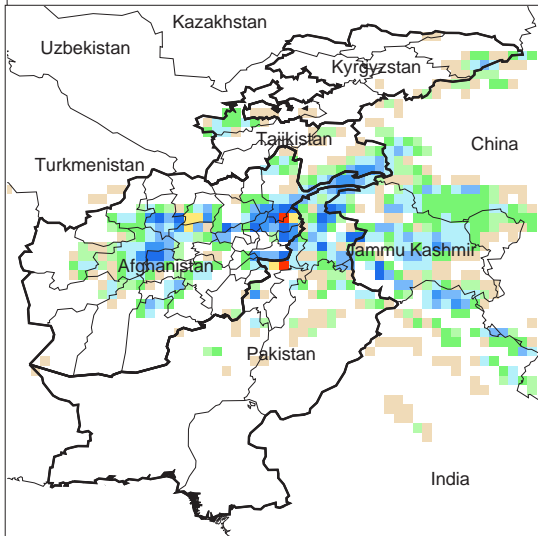 Kazakhstan
Uzbekistan
Kyrgyzstan
Tajikistan
China
Turkmenistan
Jammu Kashmir
Afghanistan
Pakistan
India